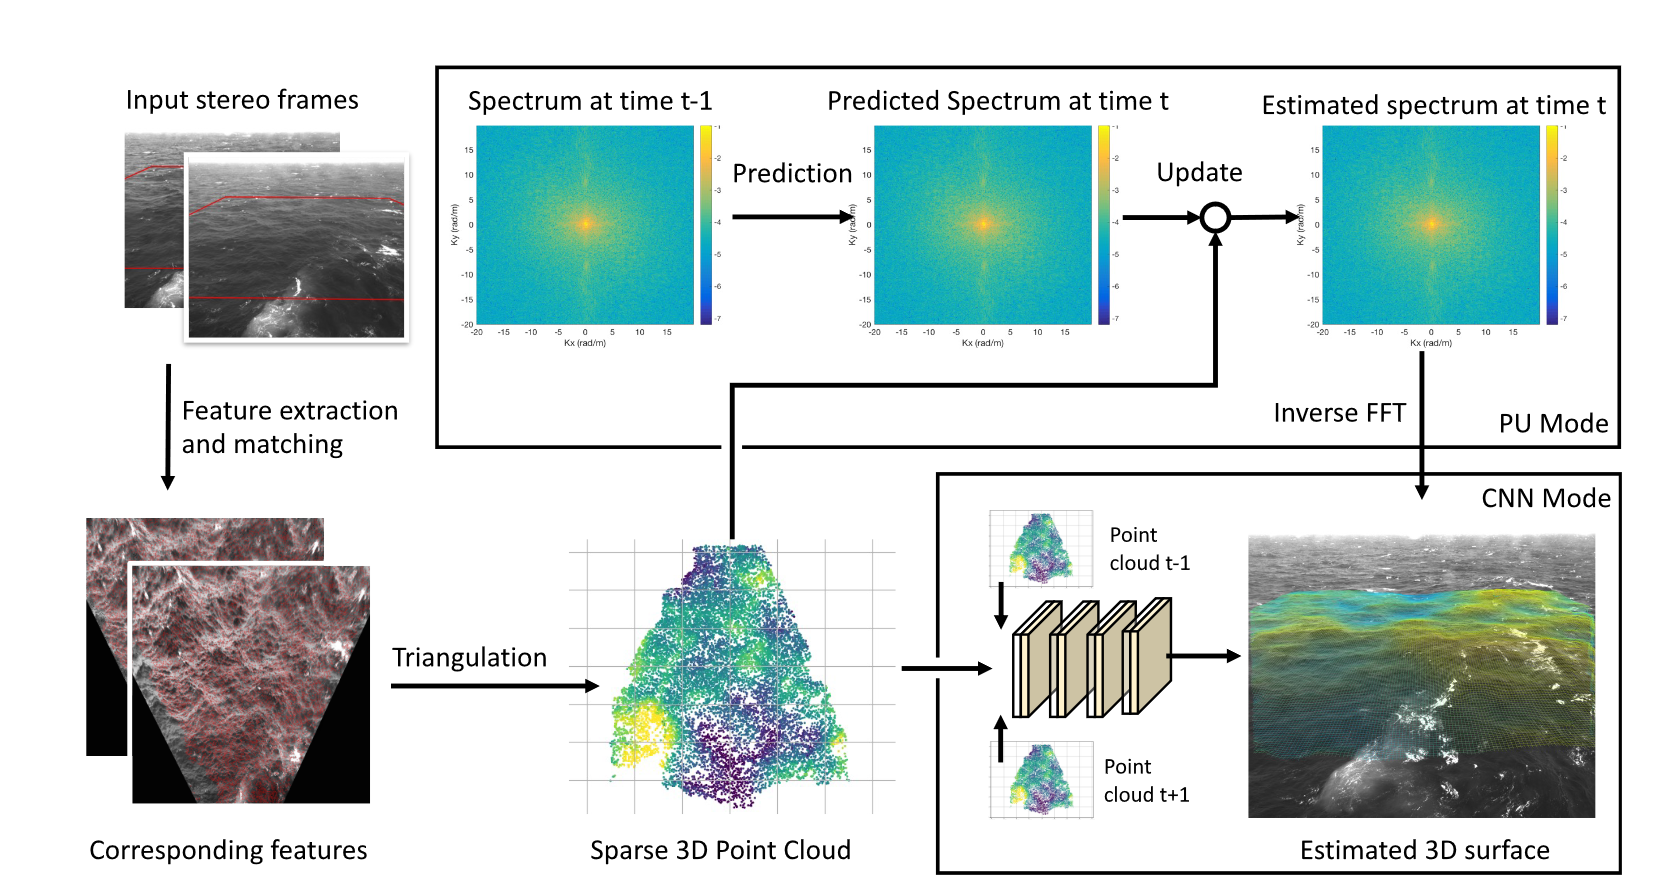 Input stereo frames
Spectrum at time t-1
Predicted Spectrum at time t
Estimated spectrum at time t
Prediction
Update
15
10
5
0
-5
-10
-15
-20
Ky (rad/m)
-20 -15 -10 -5 0 5 10 15
Kx (rad/m)
-1
-2
-3
-4
-5
-6
-7
15
10
5
0
-5
-10
-15
-20
Ky (rad/m)
-20 -15 -10 -5 0 5 10 15
Kx (rad/m)
-1
-2
-3
-4
-5
-6
-7
15
10
5
0
-5
-10
-15
-20
Ky (rad/m)
-20 -15 -10 -5 0 5 10 15
Kx (rad/m)
-1
-2
-3
-4
-5
-6
-7
Feature extraction
and matching
Inverse FFT
PU Mode
CNN Mode
Point
cloud t-1
Triangulation
Point
cloud t+1
Corresponding features
Sparse 3D Point Cloud
Estimated 3D surface